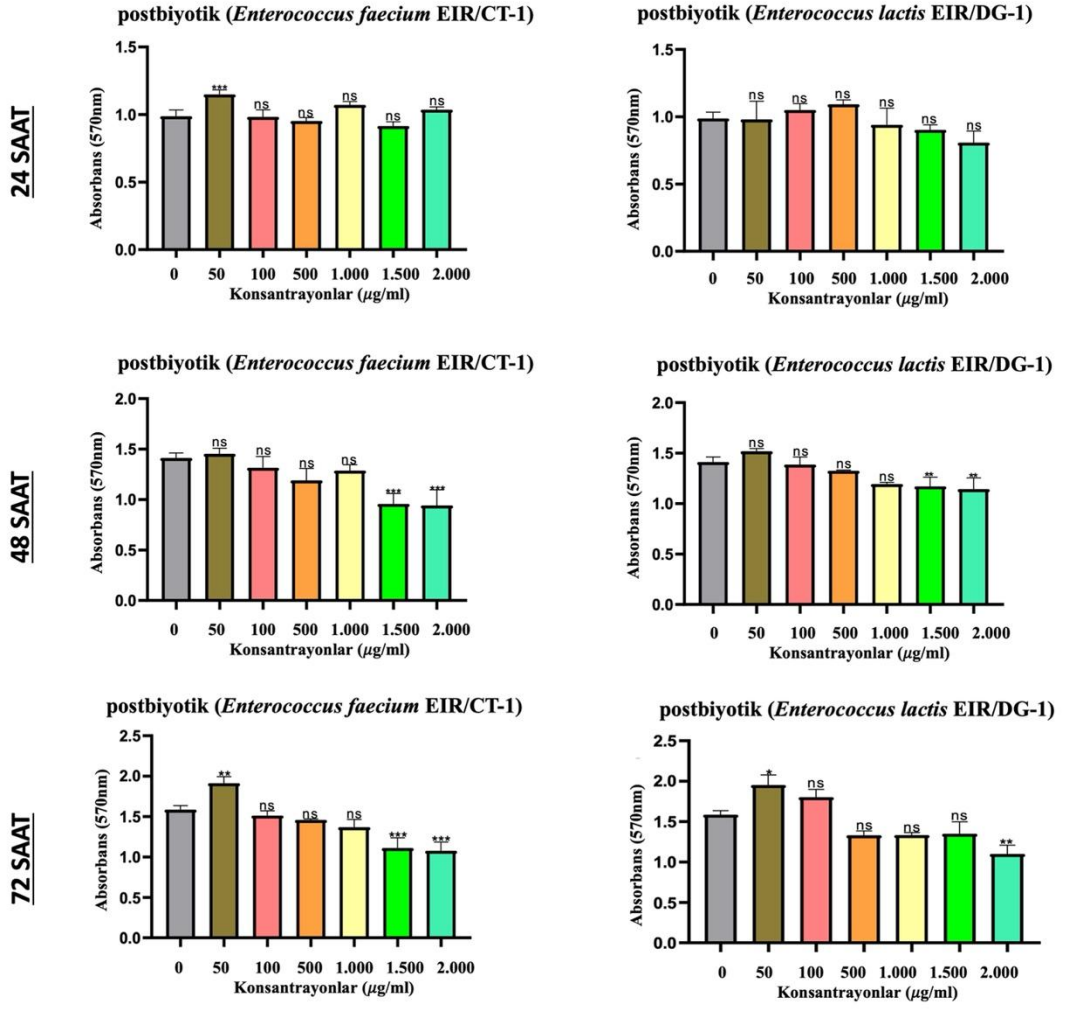 postbiyotik (Enterococcus faecium EIR/CT-1)
24 SAAT
Absorbans (570nm)
1.5
1.0
0.5
0.0
*** ns ns ns ns ns
0 50 100 500 1.000 1.500 2.000
Konsantrayonlar (µg/ml)
postbiyotik (Enterococcus lactis EIR/DG-1)
Absorbans (570nm)
1.5
1.0
0.5
0.0
ns ns ns ns ns ns
0 50 100 500 1.000 1.500 2.000
Konsantrayonlar (µg/ml)
postbiyotik (Enterococcus faecium EIR/CT-1)
48 SAAT
Absorbans (570nm)
2.0
1.5
1.0
0.5
0.0
ns ns ns ns *** ***
0 50 100 500 1.000 1.500 2.000
Konsantrayonlar (µg/ml)
postbiyotik (Enterococcus lactis EIR/DG-1)
Absorbans (570nm)
2.0
1.5
1.0
0.5
0.0
ns ns ns ns ** **
0 50 100 500 1.000 1.500 2.000
Konsantrayonlar (µg/ml)
postbiyotik (Enterococcus faecium EIR/CT-1)
72 SAAT
Absorbans (570nm)
2.5
2.0
1.5
1.0
0.5
0.0
** ns ns ns *** ***
0 50 100 500 1.000 1.500 2.000
Konsantrayonlar (µg/ml)
postbiyotik (Enterococcus lactis EIR/DG-1)
Absorbans (570nm)
2.5
2.0
1.5
1.0
0.5
0.0
* ns ns ns ns **
0 50 100 500 1.000 1.500 2.000
Konsantrayonlar (µg/ml)